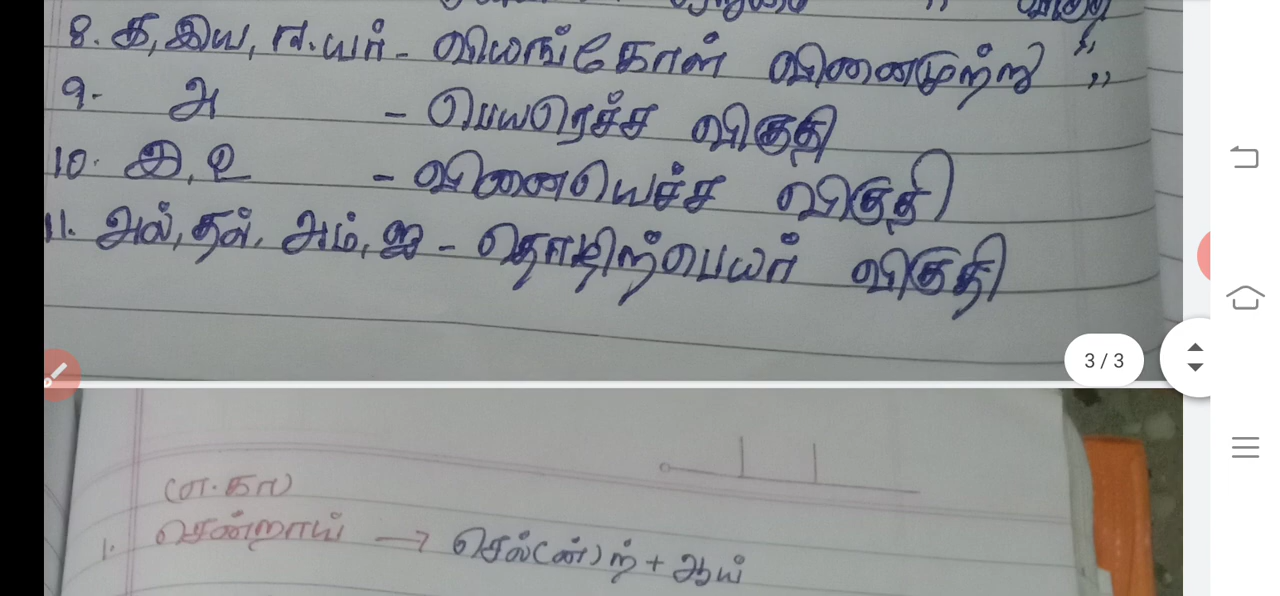 8. க, இய, ர்.யர் - வியங்கோள் வினைமுற்று ,,
9. அ - பெயரெச்ச விகுதி
10. இ, உ - வினையெச்ச விகுதி
11. அல், தல், அம், ஐ - தொழிற்பெயர் விகுதி
3 / 3
(எ.கா)
1. சென்றாய் → செல்(ன்)ற் + ஆய்